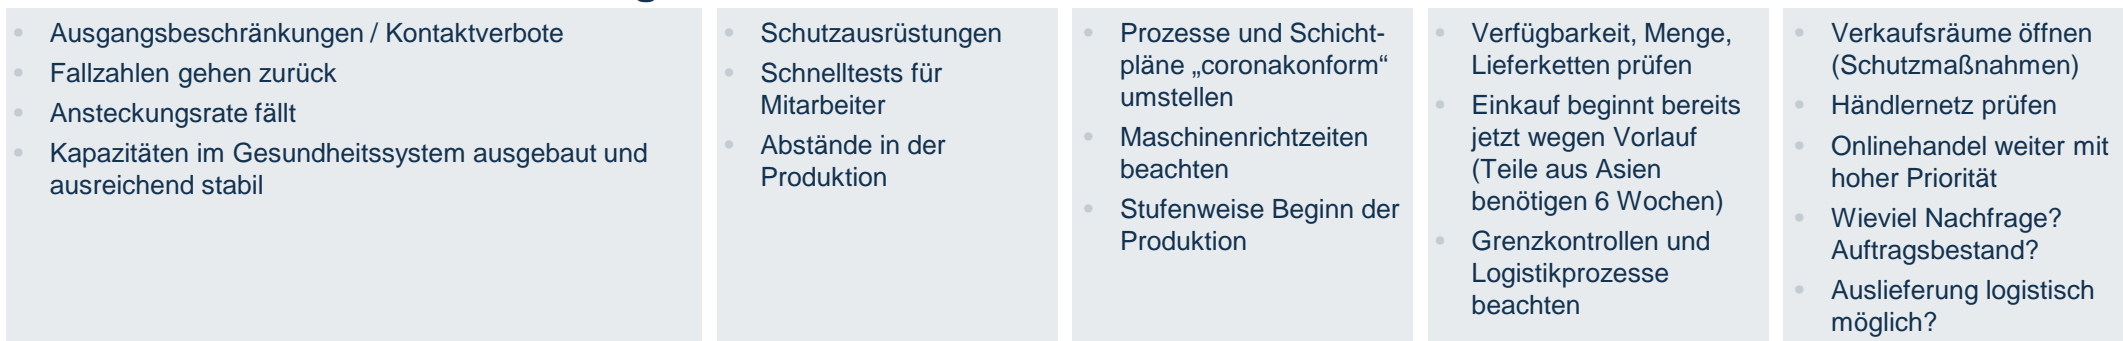 Ausgangsbeschränkungen / Kontaktverbote
Fallzahlen gehen zurück
Ansteckungsrate fällt
Kapazitäten im Gesundheitssystem ausgebaut und
ausreichend stabil
Schutzausrüstungen
Schnelltests für
Mitarbeiter
Abstände in der
Produktion
Prozesse und Schicht-
pläne „coronakonform“
umstellen
Maschinenrichtzeiten
beachten
Stufenweise Beginn der
Produktion
Verfügbarkeit, Menge,
Lieferketten prüfen
Einkauf beginnt bereits
jetzt wegen Vorlauf
(Teile aus Asien
benötigen 6 Wochen)
Grenzkontrollen und
Logistikprozesse
beachten
Verkaufsräume öffnen
(Schutzmaßnahmen)
Händlernetz prüfen
Onlinehandel weiter mit
hoher Priorität
Wieviel Nachfrage?
Auftragsbestand?
Auslieferung logistisch
möglich?